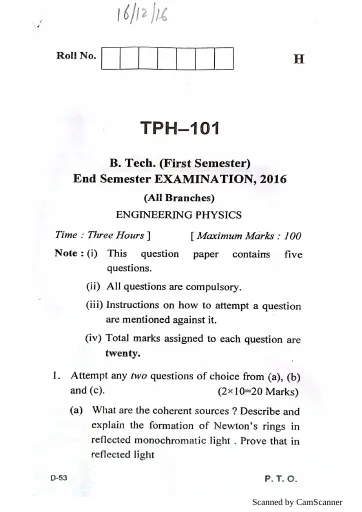 16/12/16
Roll No.
H
TPH–101
B. Tech. (First Semester)
End Semester EXAMINATION, 2016
(All Branches)
ENGINEERING PHYSICS
Time : Three Hours ] [ Maximum Marks : 100
Note : (i) This question paper contains five
questions.
(ii) All questions are compulsory.
(iii) Instructions on how to attempt a question
are mentioned against it.
(iv) Total marks assigned to each question are
twenty.
1. Attempt any two questions of choice from (a), (b)
and (c). (2×10=20 Marks)
(a) What are the coherent sources ? Describe and
explain the formation of Newton's rings in
reflected monochromatic light . Prove that in
reflected light
D-53 P. T. O.
Scanned by CamScanner